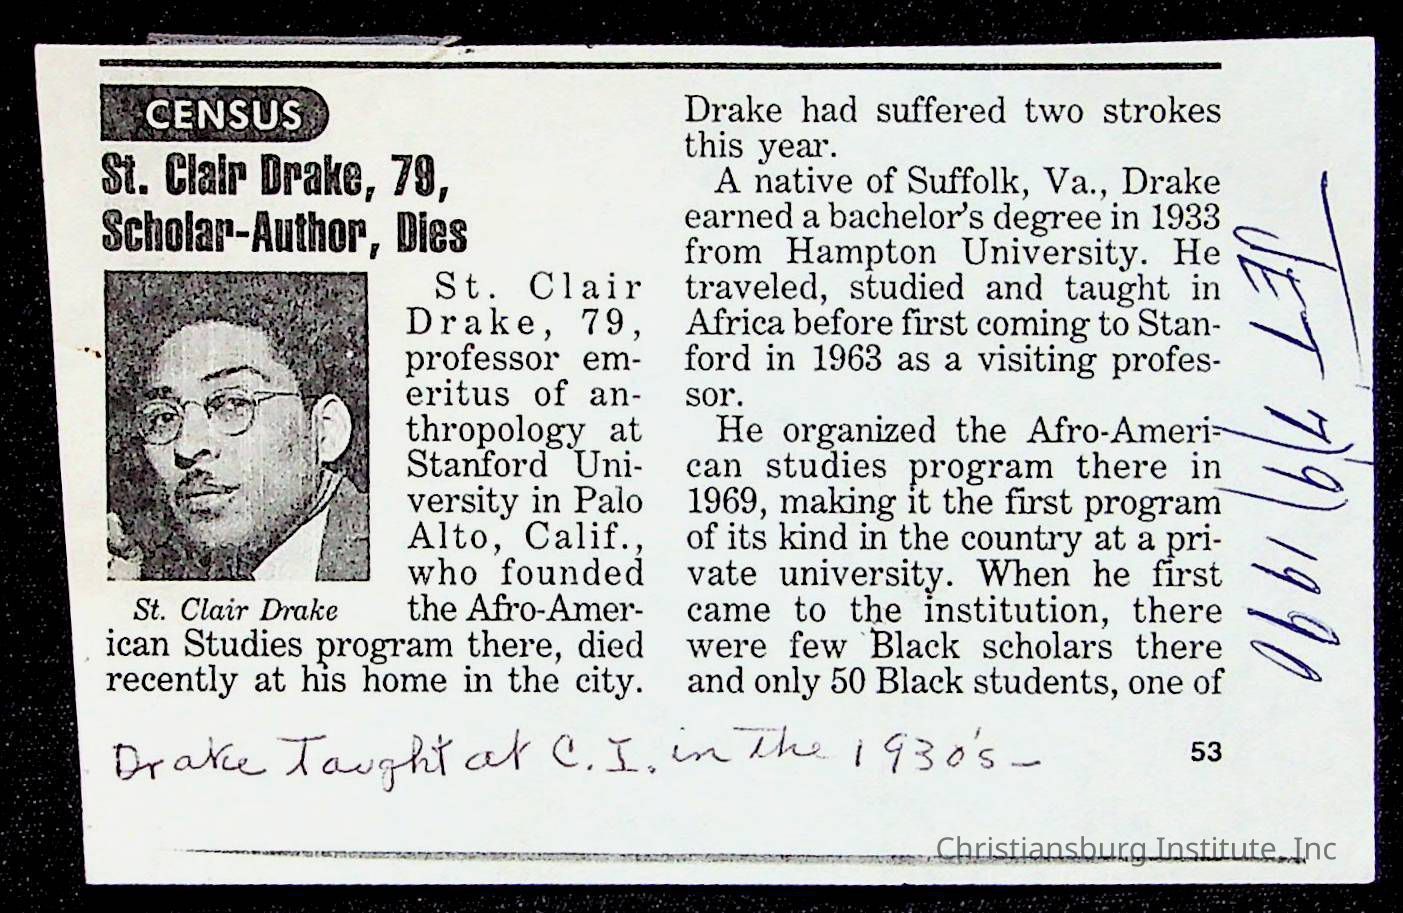 CENSUS
St. Clair Drake, 79,
Scholar-Author, Dies
St. Clair
Drake, 79,
professor em-
eritus of an-
thropology at
Stanford Uni-
versity in Palo
Alto, Calif.,
who founded
the Afro-Amer-
St. Clair Drake
ican Studies program there, died
recently at his home in the city.
Drake had suffered two strokes
this year.
A native of Suffolk, Va., Drake
earned a bachelor's degree in 1933
from Hampton University. He
traveled, studied and taught in
Africa before first coming to Stan-
ford in 1963 as a visiting profes-
sor.
He organized the Afro-Ameri-
can studies program there in
1969, making it the first program
of its kind in the country at a pri-
vate university. When he first
came to the institution, there
were few Black scholars there
and only 50 Black students, one of
53
Drake Taught at C.I. in The 1930's-
JET 7/9/1990
Christiansburg Institute, Inc